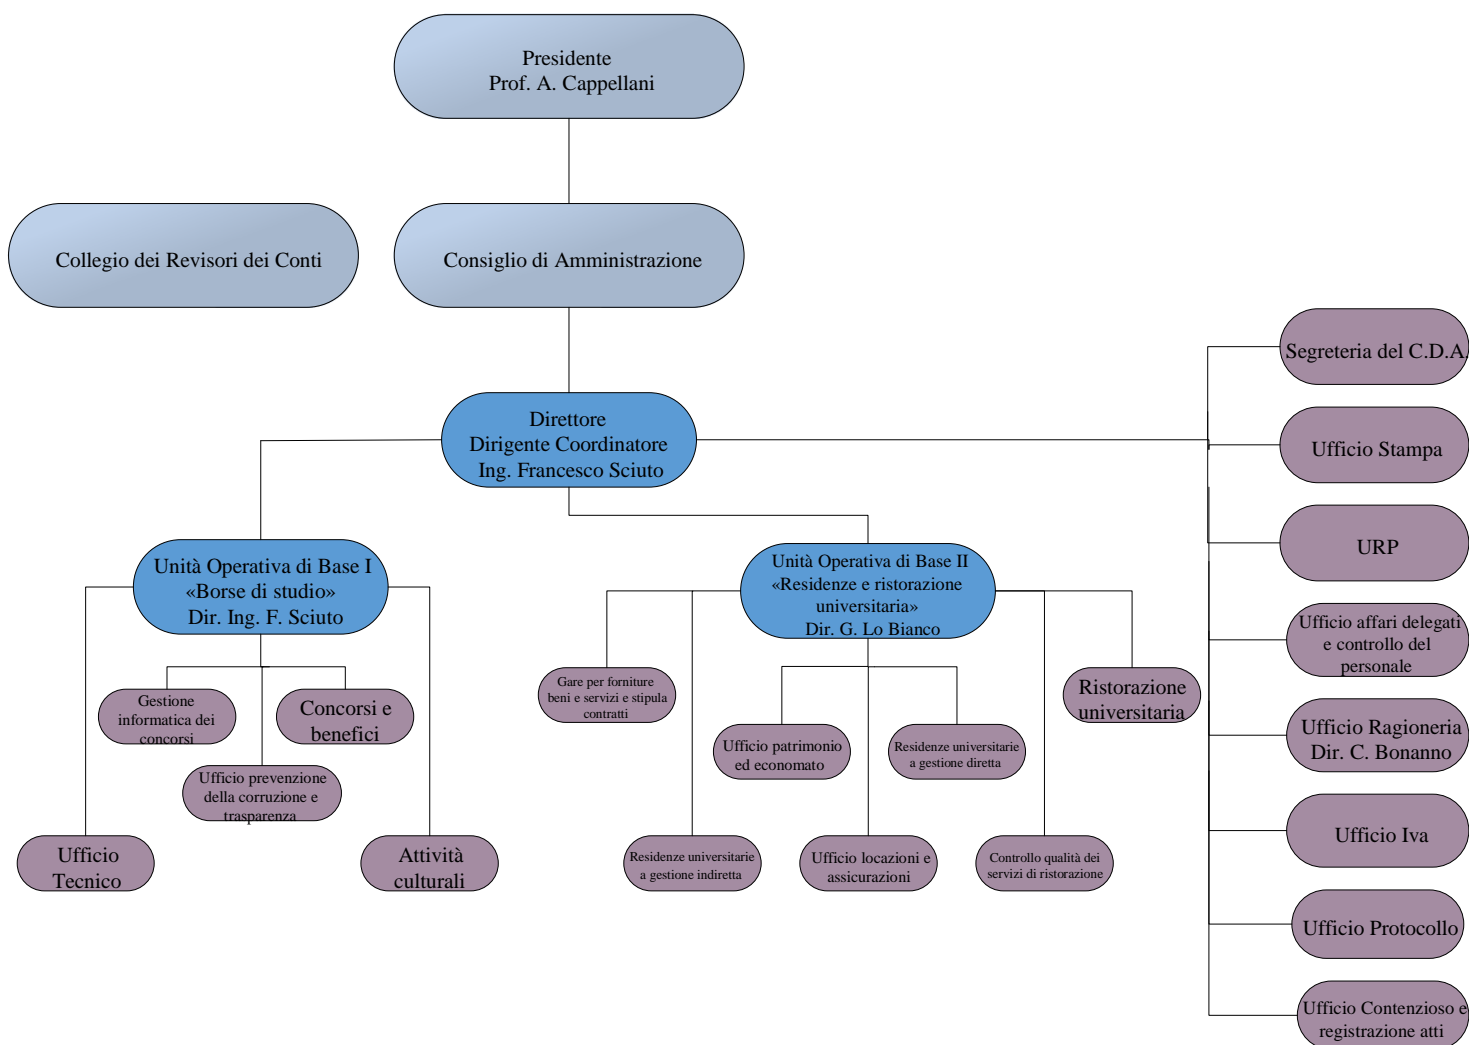 Presidente
Prof. A. Cappellani
Collegio dei Revisori dei Conti
Consiglio di Amministrazione
Direttore
Dirigente Coordinatore
Ing. Francesco Sciuto
Segreteria del C.D.A.
Ufficio Stampa
URP
Ufficio affari delegati
e controllo del
personale
Ufficio Ragioneria
Dir. C. Bonanno
Ufficio Iva
Ufficio Protocollo
Ufficio Contenzioso e
registrazione atti
Unità Operativa di Base I
«Borse di studio»
Dir. Ing. F. Sciuto
Gestione
informatica dei
concorsi
Concorsi e
benefici
Ufficio prevenzione
della corruzione e
trasparenza
Ufficio
Tecnico
Attività
culturali
Unità Operativa di Base II
«Residenze e ristorazione
universitaria»
Dir. G. Lo Bianco
Gare per forniture
beni e servizi e stipula
contratti
Ristorazione
universitaria
Ufficio patrimonio
ed economato
Residenze universitarie
a gestione diretta
Residenze universitarie
a gestione indiretta
Ufficio locazioni e
assicurazioni
Controllo qualità dei
servizi di ristorazione